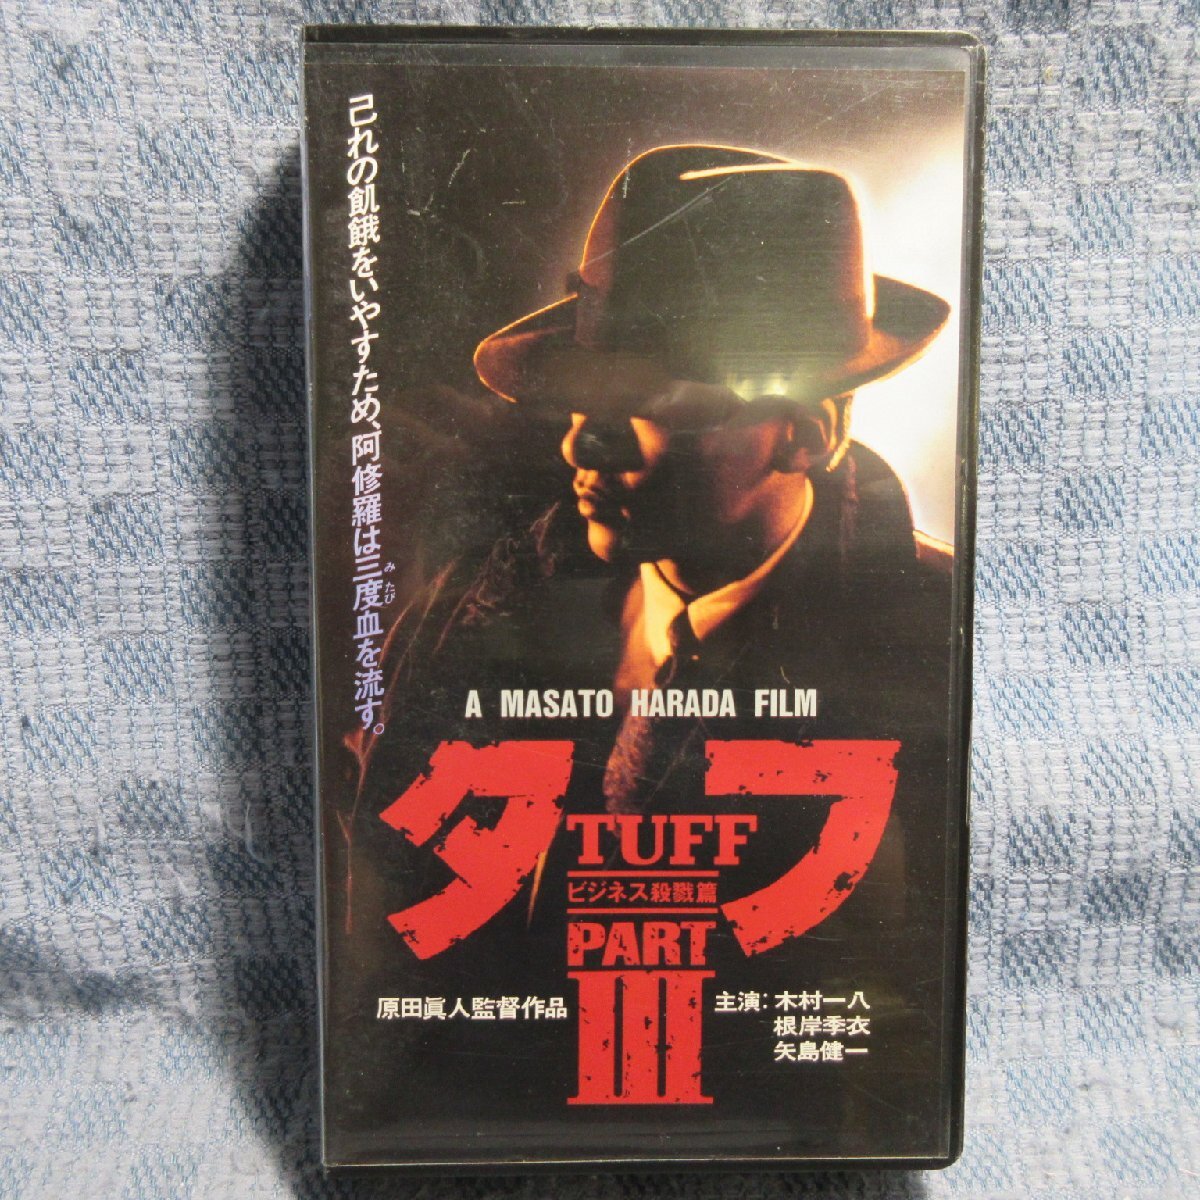 己れの飢餓をいやすため、阿修羅は三度血を流す。
みたび
A MASATO HARADA FILM
タフ
TUFF
ビジネス殺戮篇
PART
III
原田眞人監督作品
主演：木村一八
根岸季衣
矢島健一